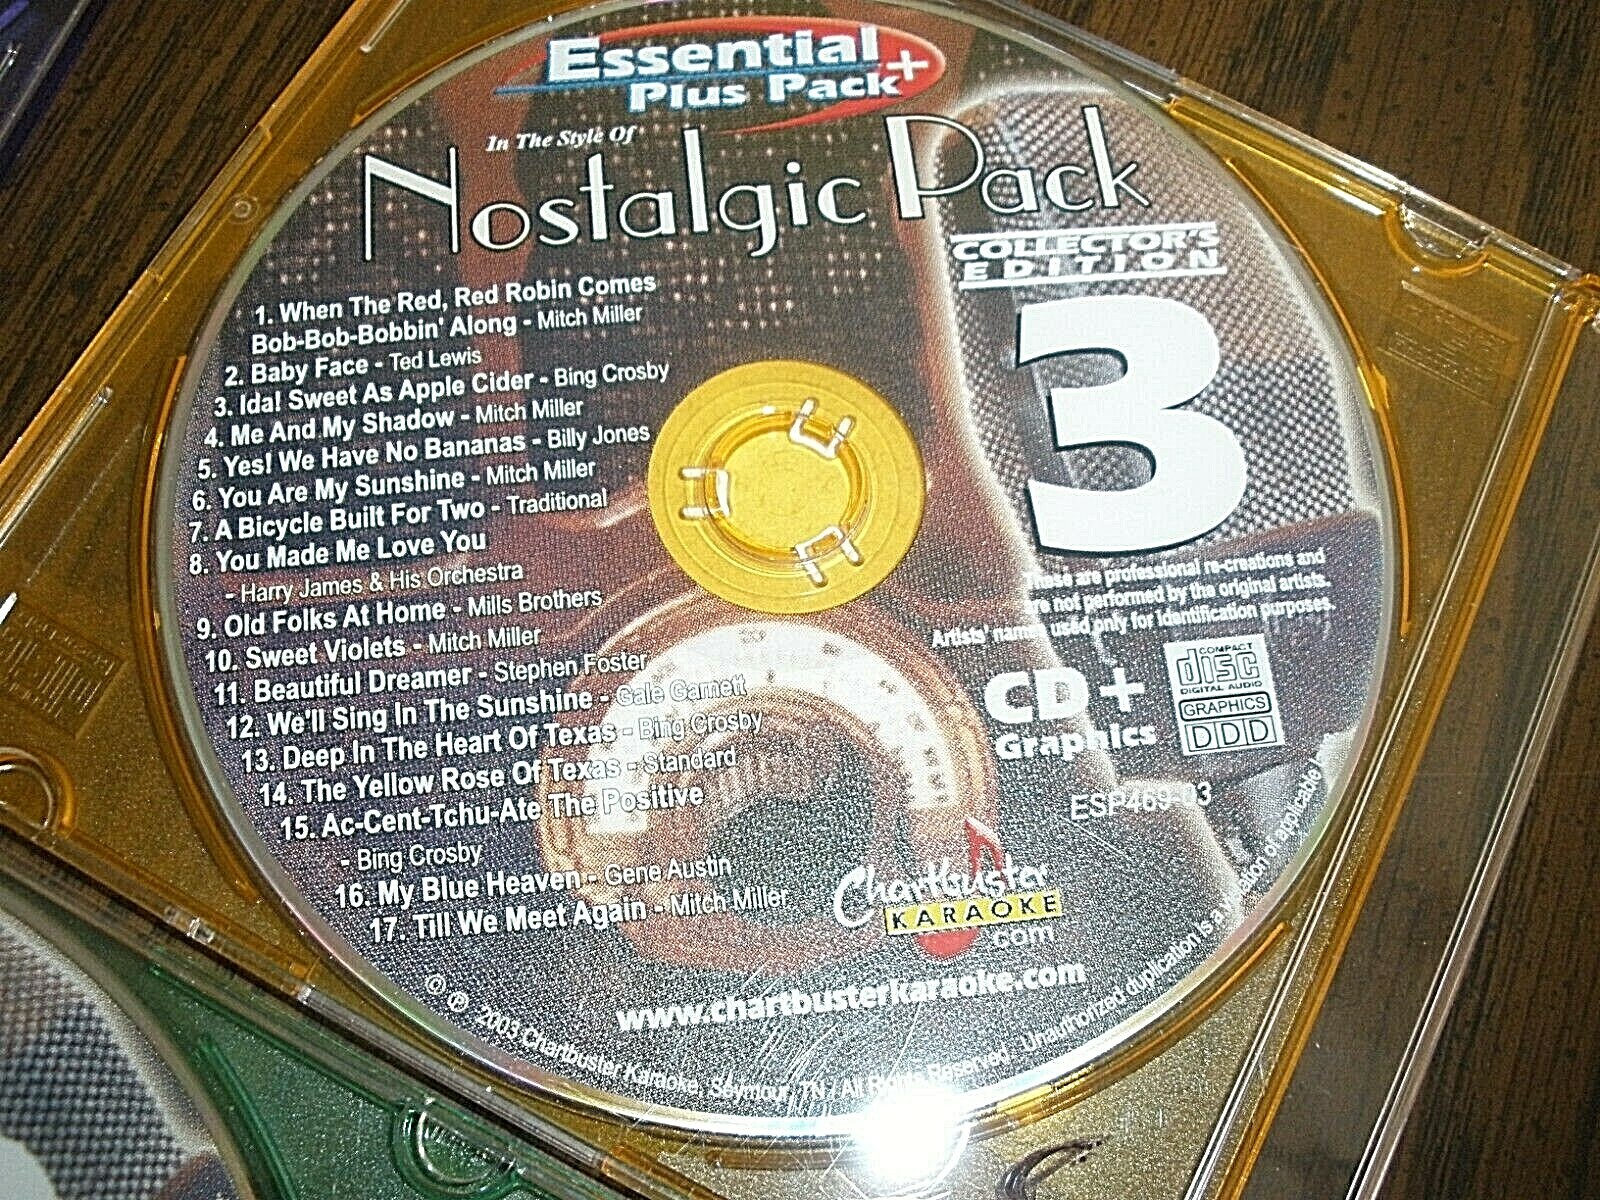 Essential +
Plus Pack
In The Style Of
Nostalgic Pack
COLLECTOR'S
EDITION
3
1. When The Red, Red Robin Comes
Bob-Bob-Bobbin' Along - Mitch Miller
2. Baby Face - Ted Lewis
3. Ida! Sweet As Apple Cider - Bing Crosby
4. Me And My Shadow - Mitch Miller
5. Yes! We Have No Bananas - Billy Jones
6. You Are My Sunshine - Mitch Miller
7. A Bicycle Built For Two - Traditional
8. You Made Me Love You
- Harry James & His Orchestra
9. Old Folks At Home - Mills Brothers
10. Sweet Violets - Mitch Miller
11. Beautiful Dreamer - Stephen Foster
12. We'll Sing In The Sunshine - Gale Garnett
13. Deep In The Heart Of Texas - Bing Crosby
14. The Yellow Rose Of Texas - Standard
15. Ac-Cent-Tchu-Ate The Positive
- Bing Crosby
16. My Blue Heaven - Gene Austin
17. Till We Meet Again - Mitch Miller
These are professional re-creations and
are not performed by the original artists.
Artists' names used only for identification purposes.
CD+
Graphics
COMPACT
disc
DIGITAL AUDIO
GRAPHICS
DDD
ESP469-03
Chartbuster
KARAOKE
.com
www.chartbusterkaraoke.com
© ℗ 2003 Chartbuster Karaoke, Seymour, TN / All Rights Reserved. Unauthorized duplication is a violation of applicable l